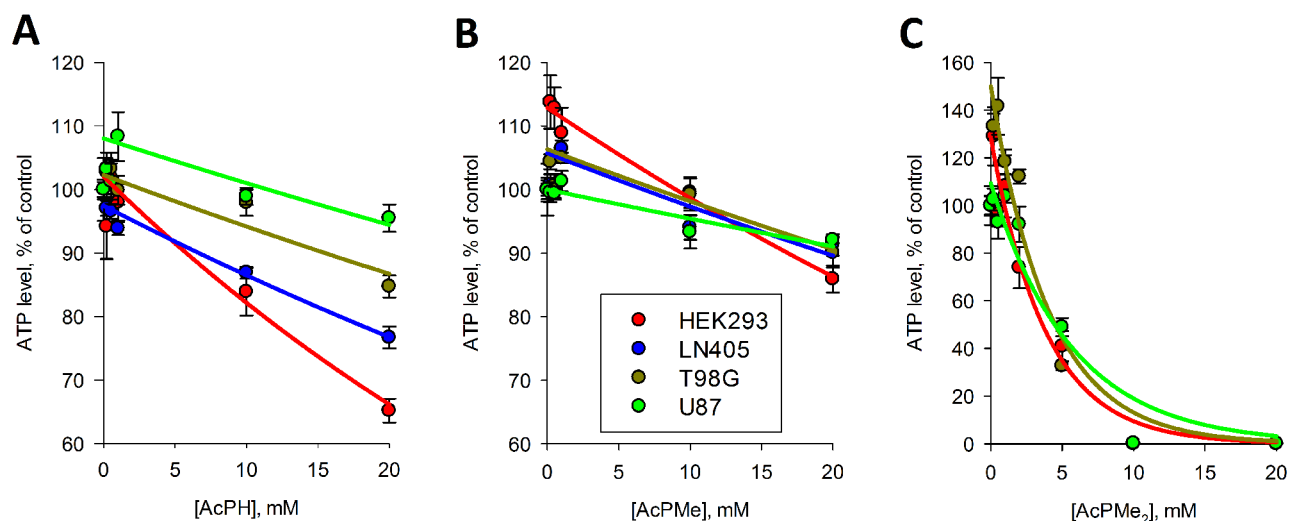 A
ATP level, % of control
120
110
100
90
80
70
60
0
5
10
15
20
[AcPH], mM
B
ATP level, % of control
120
110
100
90
80
70
60
0
5
10
15
20
[AcPMe], mM
HEK293
LN405
T98G
U87
C
ATP level, % of control
160
140
120
100
80
60
40
20
0
0
5
10
15
20
[AcPMe₂], mM